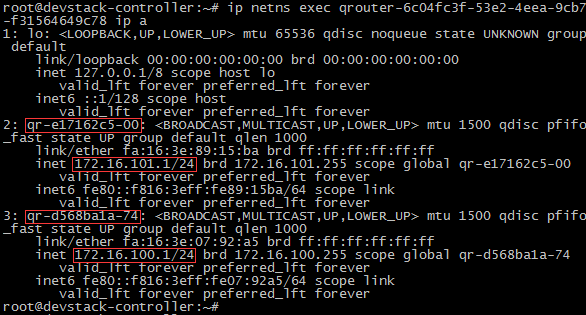 root@devstack-controller:~# ip netns exec qrouter-6c04fc3f-53e2-4eea-9cb7
-f31564649c78 ip a
1: lo: <LOOPBACK,UP,LOWER_UP> mtu 65536 qdisc noqueue state UNKNOWN group
 default
    link/loopback 00:00:00:00:00:00 brd 00:00:00:00:00:00
    inet 127.0.0.1/8 scope host lo
       valid_lft forever preferred_lft forever
    inet6 ::1/128 scope host
       valid_lft forever preferred_lft forever
2: qr-e17162c5-00: <BROADCAST,MULTICAST,UP,LOWER_UP> mtu 1500 qdisc pfifo
_fast state UP group default qlen 1000
    link/ether fa:16:3e:89:15:ba brd ff:ff:ff:ff:ff:ff
    inet 172.16.101.1/24 brd 172.16.101.255 scope global qr-e17162c5-00
       valid_lft forever preferred_lft forever
    inet6 fe80::f816:3eff:fe89:15ba/64 scope link
       valid_lft forever preferred_lft forever
3: qr-d568ba1a-74: <BROADCAST,MULTICAST,UP,LOWER_UP> mtu 1500 qdisc pfifo
_fast state UP group default qlen 1000
    link/ether fa:16:3e:07:92:a5 brd ff:ff:ff:ff:ff:ff
    inet 172.16.100.1/24 brd 172.16.100.255 scope global qr-d568ba1a-74
       valid_lft forever preferred_lft forever
    inet6 fe80::f816:3eff:fe07:92a5/64 scope link
       valid_lft forever preferred_lft forever
root@devstack-controller:~#